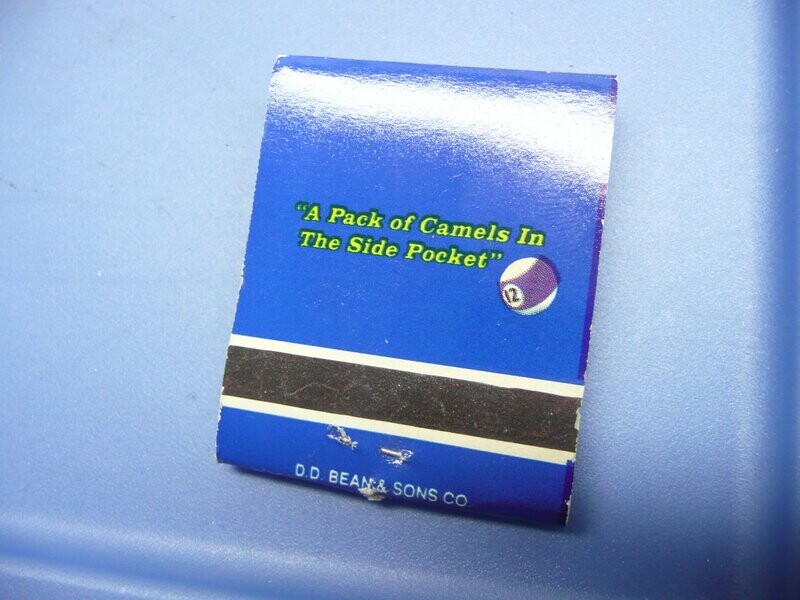 "A Pack of Camels In
The Side Pocket"
12
D.D. BEAN & SONS CO